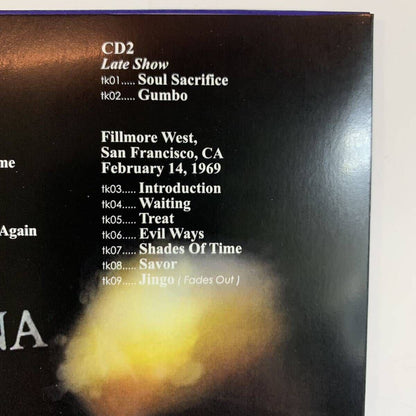 CD2
Late Show
tk01..... Soul Sacrifice
tk02..... Gumbo
Fillmore West,
San Francisco, CA
February 14, 1969
tk03..... Introduction
tk04..... Waiting
tk05..... Treat
tk06..... Evil Ways
tk07..... Shades Of Time
tk08..... Savor
tk09..... Jingo ( Fades Out )
me
Again
NA